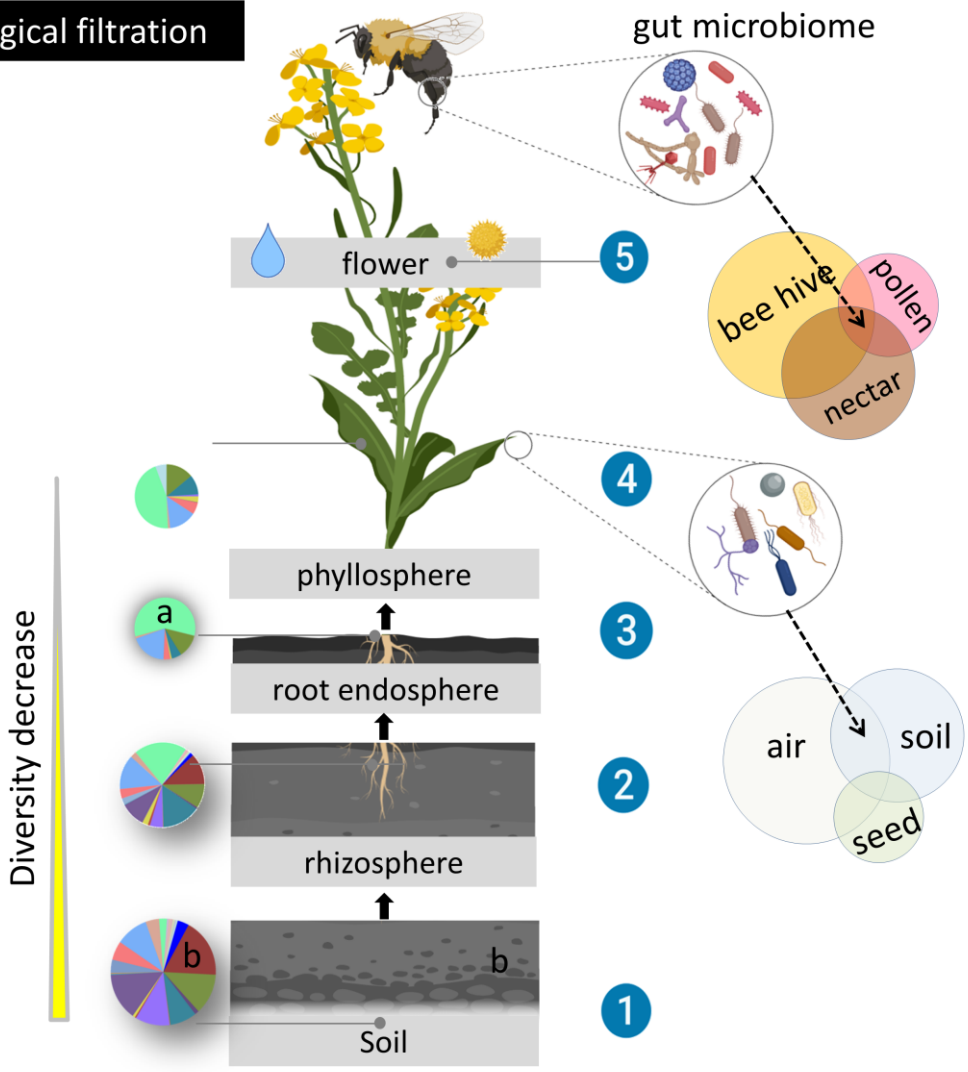 gical filtration
gut microbiome
flower
5
bee hive
pollen
nectar
4
phyllosphere
a
3
root endosphere
Diversity decrease
air
soil
seed
2
rhizosphere
b
b
1
Soil